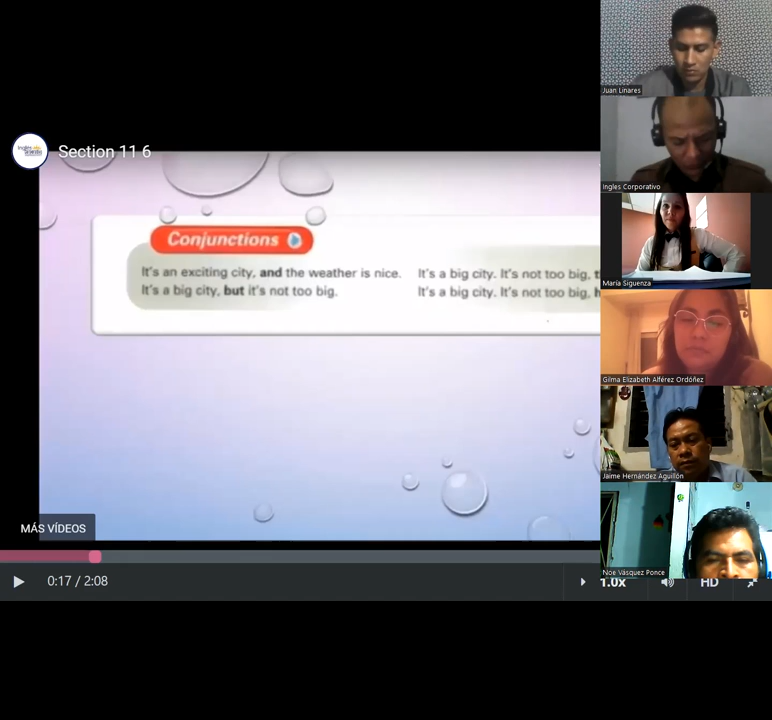 Section 11 6
Conjunctions
It's an exciting city, and the weather is nice.
It's a big city, but it's not too big.
It's a big city. It's not too big,
It's a big city. It's not too big,
MÁS VÍDEOS
0:17 / 2:08
1.0x
HD
Juan Linares
Ingles Corporativo
María Siguenza
Gilma Elizabeth Alférez Ordóñez
Jaime Hernández Aguillón
Noe Vásquez Ponce